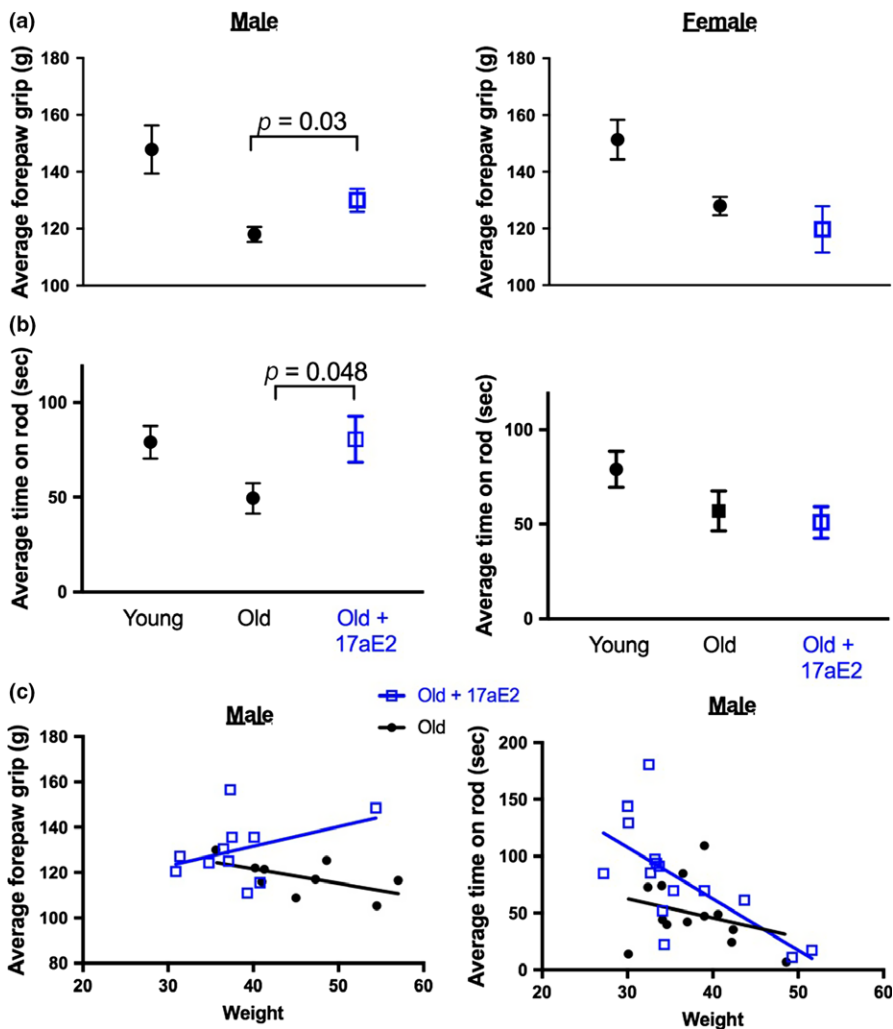 (a)
Male
Female
Average forepaw grip (g)
180
160
140
120
100
p = 0.03
Average forepaw grip (g)
180
160
140
120
100
(b)
Average time on rod (sec)
100
50
0
p = 0.048
Young
Old
Old +
17aE2
Average time on rod (sec)
100
50
0
Young
Old
Old +
17aE2
(c)
Old + 17aE2
Old
Male
Average forepaw grip (g)
180
160
140
120
100
80
20
30
40
50
60
Weight
Male
Average time on rod (sec)
200
150
100
50
0
20
30
40
50
60
Weight